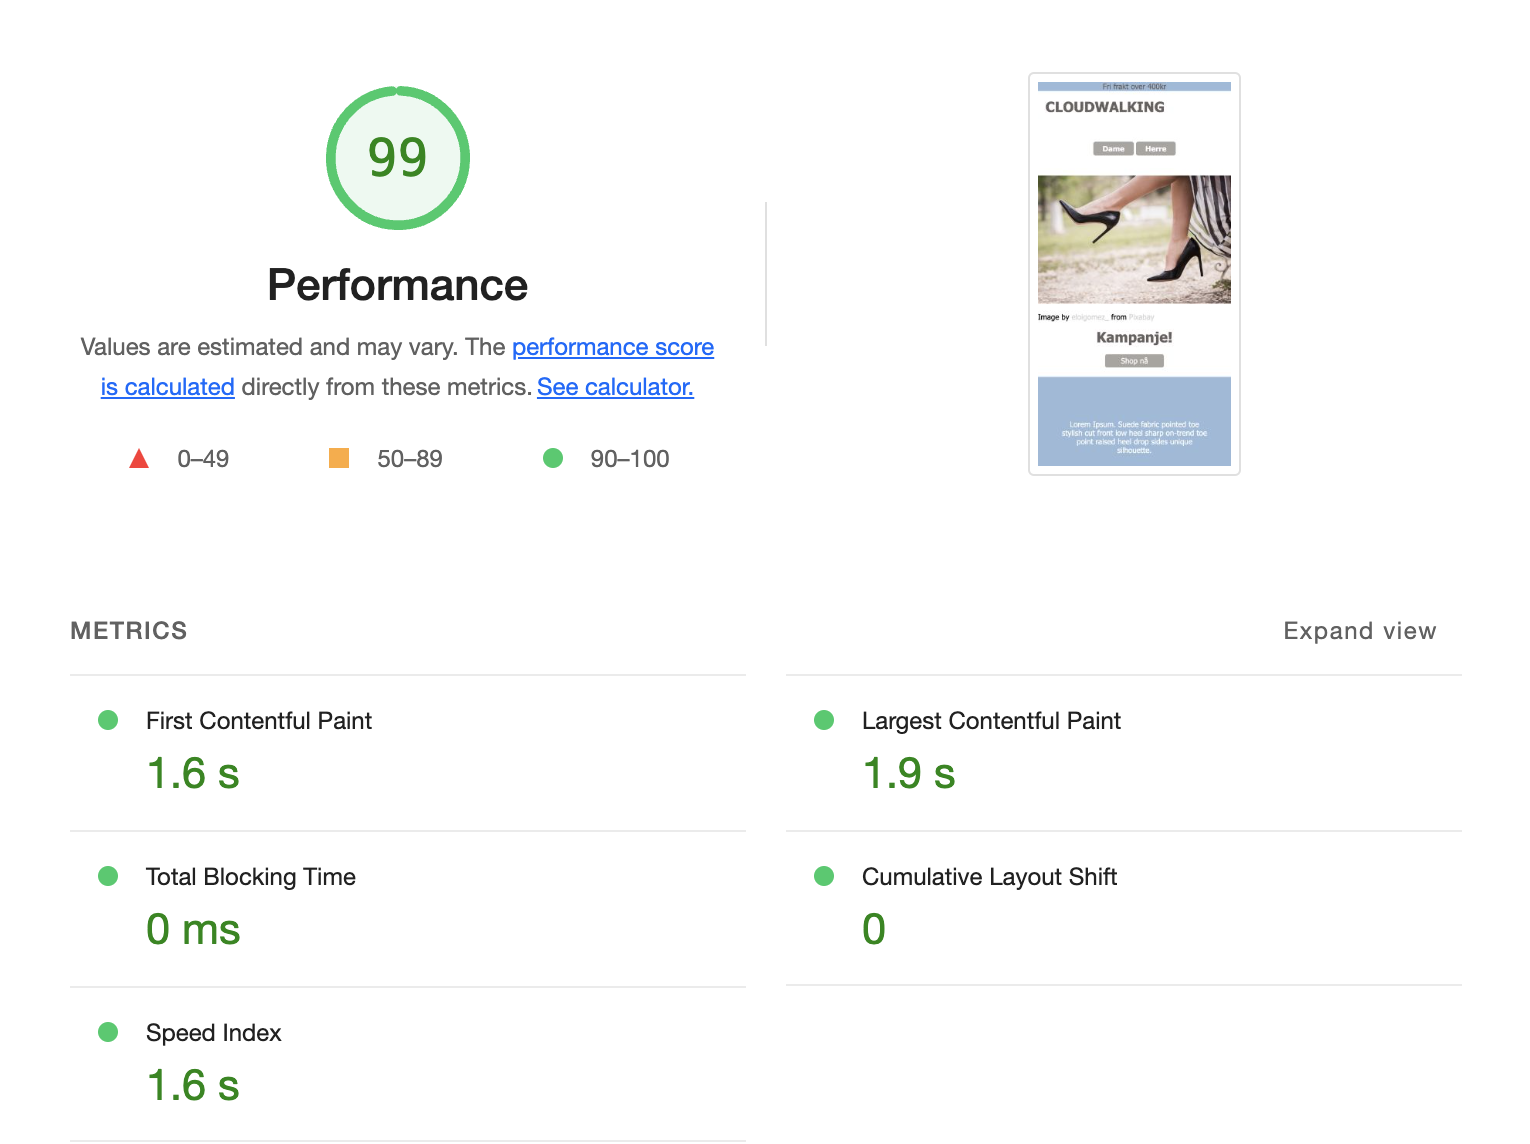 99
Performance
Values are estimated and may vary. The performance score
is calculated directly from these metrics. See calculator.
0–49
50–89
90–100
Fri frakt over 400kr
CLOUDWALKING
Dame
Herre
Image by eloigomez_ from Pixabay
Kampanje!
Shop nå
Lorem Ipsum. Suede fabric pointed toe
stylish cut front low heel sharp on-trend toe
point raised heel drop sides unique
silhouette.
METRICS
Expand view
First Contentful Paint
1.6 s
Largest Contentful Paint
1.9 s
Total Blocking Time
0 ms
Cumulative Layout Shift
0
Speed Index
1.6 s